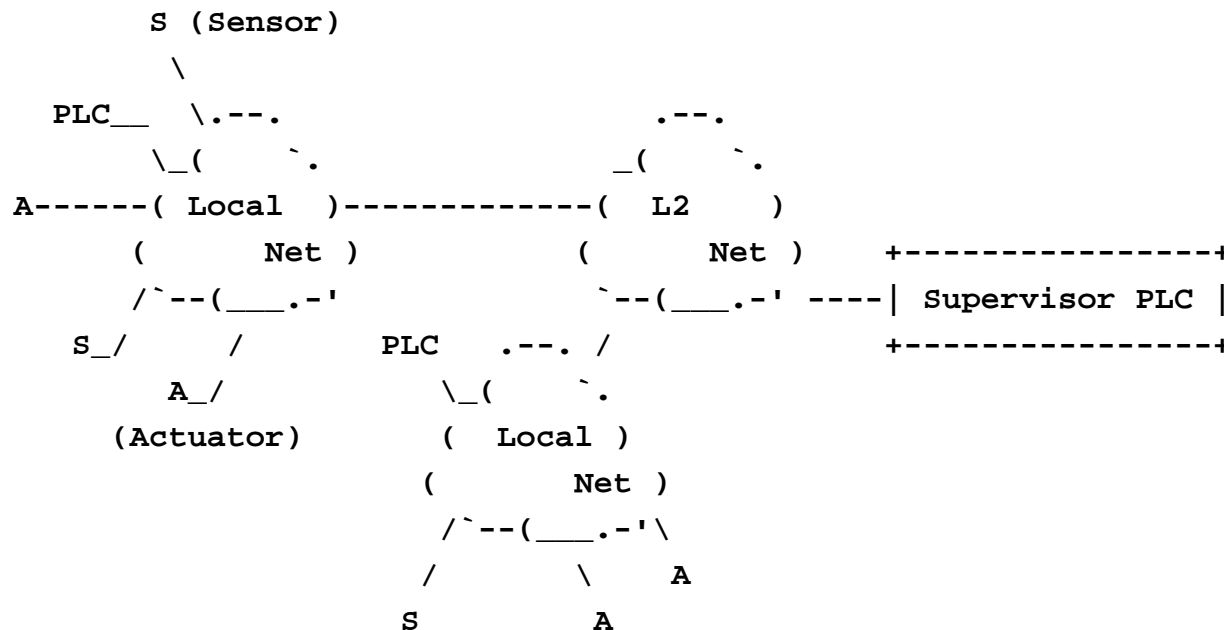 S (Sensor)
PLC
A Local L2
Net Net
Supervisor PLC
S PLC
A
(Actuator) Local
Net
A
S A